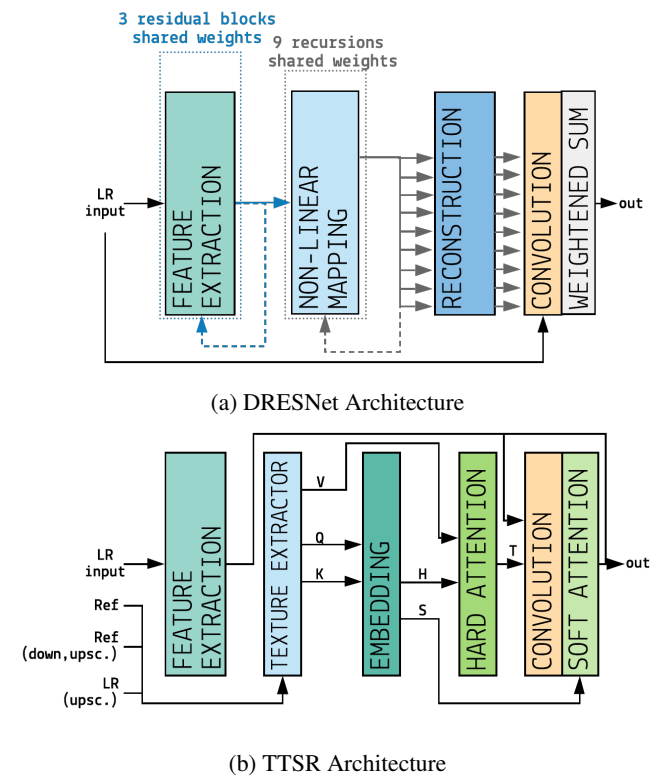 3 residual blocks
shared weights
9 recursions
shared weights
LR
input
FEATURE
EXTRACTION
NON-LINEAR
MAPPING
RECONSTRUCTION
CONVOLUTION
WEIGHTENED SUM
out
(a) DRESNet Architecture
LR
input
Ref
Ref
(down,upsc.)
LR
(upsc.)
FEATURE
EXTRACTION
TEXTURE EXTRACTOR
V
Q
K
EMBEDDING
H
S
HARD ATTENTION
T
CONVOLUTION
SOFT ATTENTION
out
(b) TTSR Architecture